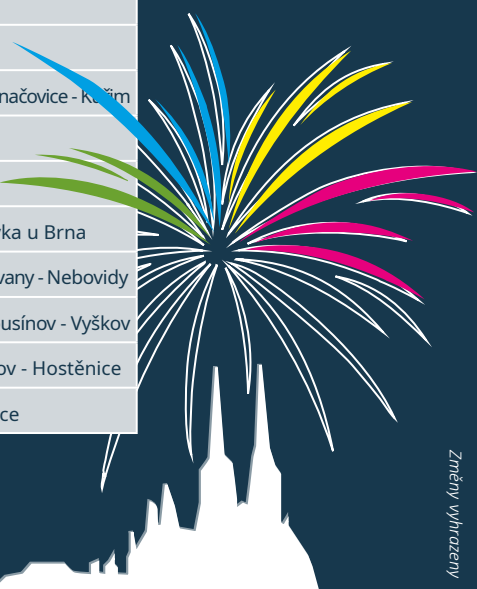 načovice - Kuřim
ka u Brna
vany - Nebovidy
usínov - Vyškov
ov - Hostěnice
ce
Změny vyhrazeny